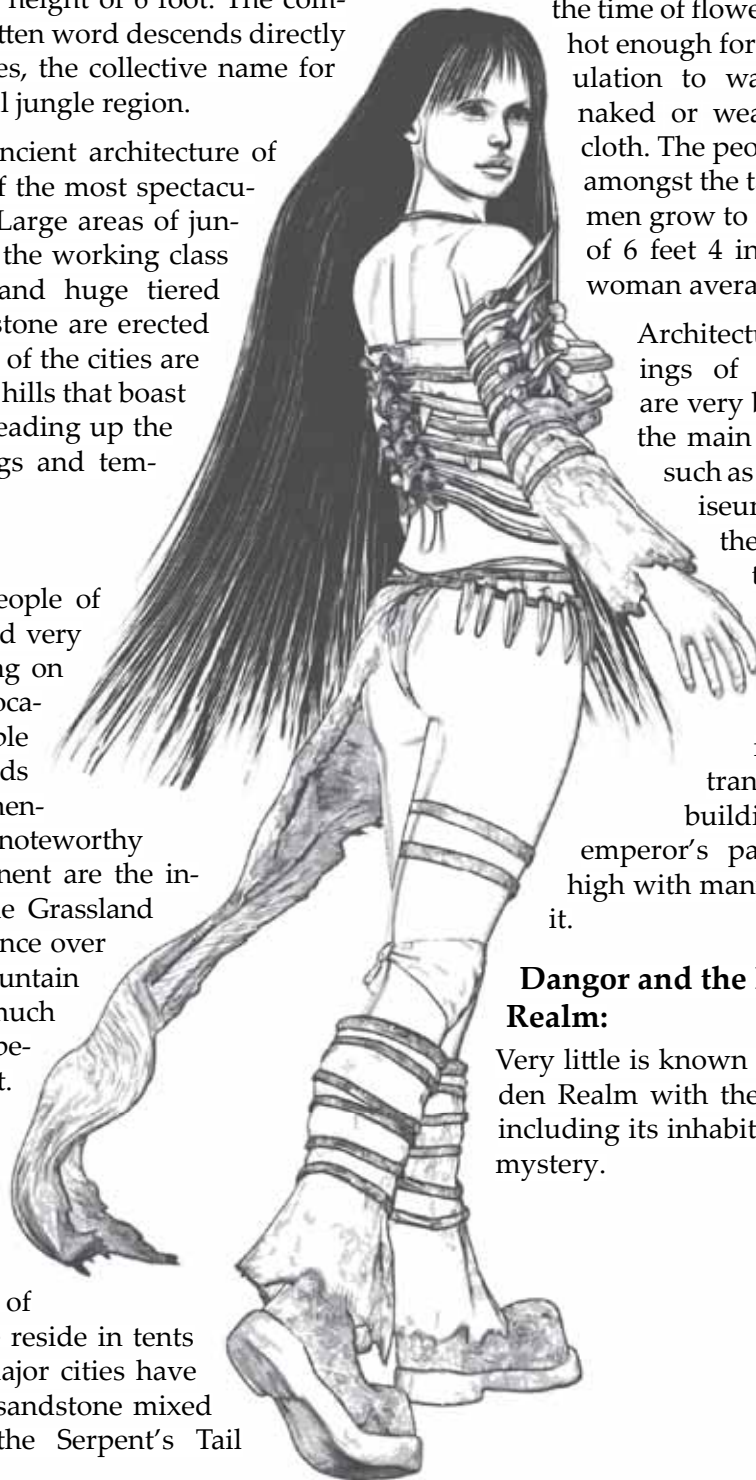 height of 6 foot. The com-
tten word descends directly
es, the collective name for
l jungle region.
ncient architecture of
f the most spectacu-
Large areas of jun-
the working class
and huge tiered
stone are erected
of the cities are
hills that boast
eading up the
gs and tem-
eople of
d very
ng on
oca-
ble
ds
nen-
noteworthy
nent are the in-
e Grassland
ence over
untain
much
pe-
t.
of
reside in tents
ajor cities have
sandstone mixed
the Serpent's Tail
the time of flowe
hot enough for
ulation to wa
naked or wea
cloth. The peo
amongst the t
men grow to
of 6 feet 4 in
woman avera
Architectu
ings of
are very b
the main
such as
iseur
the
t
tran
buildi
emperor's pa
high with man
it.
Dangor and the
Realm:
Very little is known
den Realm with the
including its inhabit
mystery.